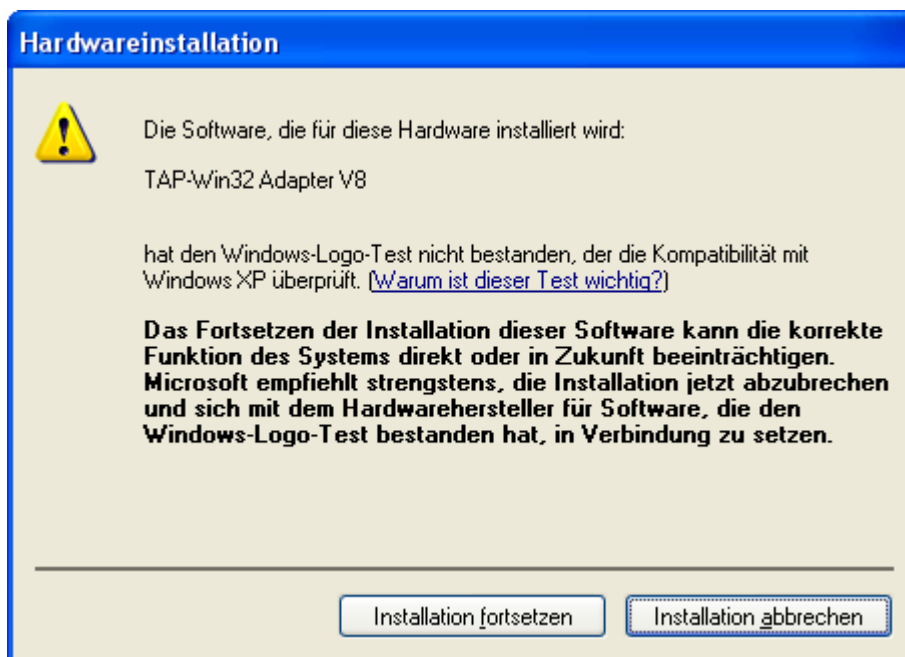 Hardwareinstallation
Die Software, die für diese Hardware installiert wird:
TAP-Win32 Adapter V8
hat den Windows-Logo-Test nicht bestanden, der die Kompatibilität mit
Windows XP überprüft. (Warum ist dieser Test wichtig?)
Das Fortsetzen der Installation dieser Software kann die korrekte
Funktion des Systems direkt oder in Zukunft beeinträchtigen.
Microsoft empfiehlt strengstens, die Installation jetzt abzubrechen
und sich mit dem Hardwarehersteller für Software, die den
Windows-Logo-Test bestanden hat, in Verbindung zu setzen.
Installation fortsetzen
Installation abbrechen